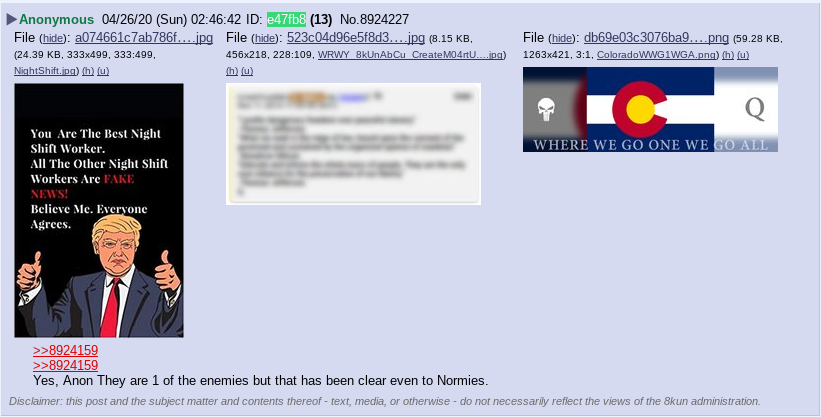 Anonymous 04/26/20 (Sun) 02:46:42 ID: e47fb8 (13) No.8924227
File (hide): a074661c7ab786f….jpg
(24.39 KB, 333x499, 333:499,
NightShift.jpg) (h) (u)
File (hide): 523c04d96e5f8d3….jpg (8.15 KB,
456x218, 228:109, WRWY_8kUnAbCu_CreateM04rtU….jpg)
(h) (u)
File (hide): db69e03c3076ba9….png (59.28 KB,
1263x421, 3:1, ColoradoWWG1WGA.png) (h) (u)
You Are The Best Night
Shift Worker.
All The Other Night Shift
Workers Are FAKE
NEWS!
Believe Me. Everyone
Agrees.
Q
WHERE WE GO ONE WE GO ALL
>>8924159
>>8924159
Yes, Anon They are 1 of the enemies but that has been clear even to Normies.
Disclaimer: this post and the subject matter and contents thereof - text, media, or otherwise - do not necessarily reflect the views of the 8kun administration.